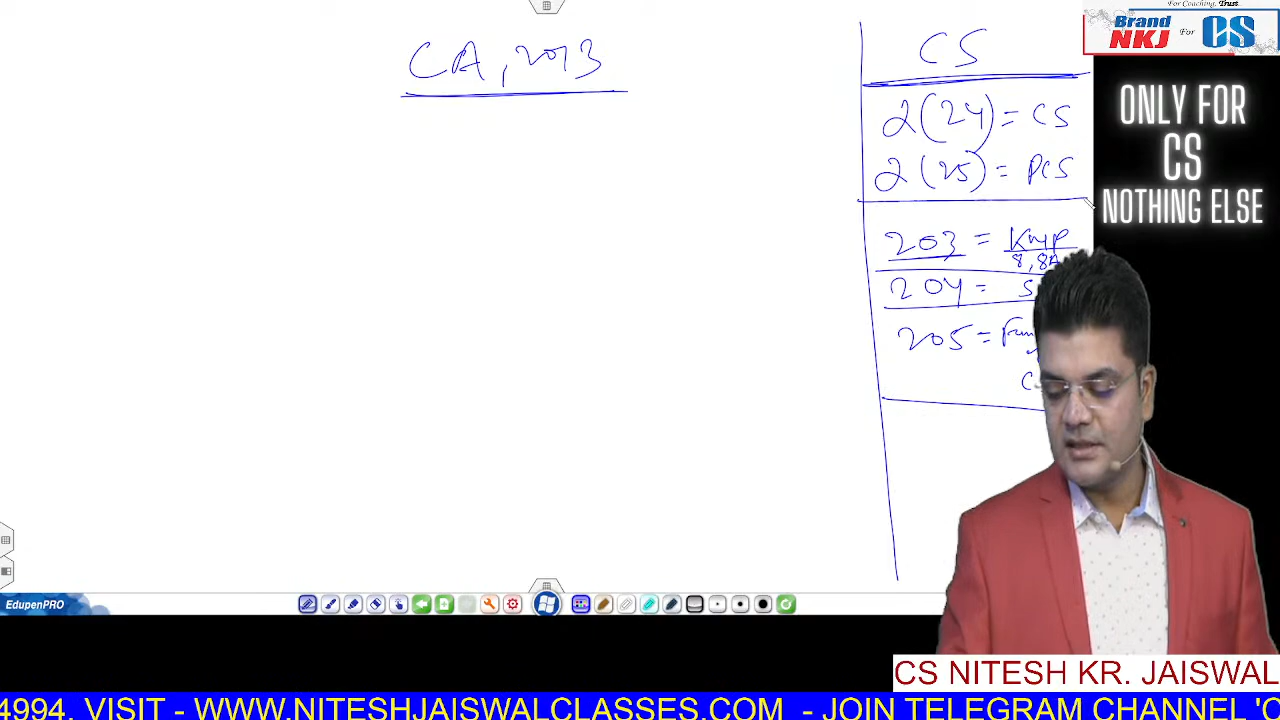 For Coaching, Trust
Brand
NKJ For CS
CA, 2013
CS
2(24) = CS
2(25) = PCS
203 = KMP
8, 8A
204 =
205 =
ONLY FOR
CS
NOTHING ELSE
EdupenPRO
CS NITESH KR. JAISWAL
4994. VISIT - WWW.NITESHJAISWALCLASSES.COM - JOIN TELEGRAM CHANNEL 'C